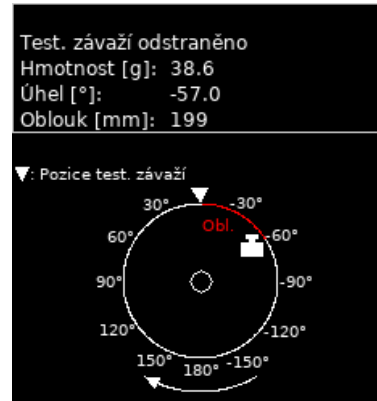 Test. závaží odstraněno
Hmotnost [g]: 38.6
Úhel [°]: -57.0
Oblouk [mm]: 199
▼: Pozice test. závaží
30° -30°
Obl.
60° -60°
90° -90°
120° -120°
150° 180° -150°